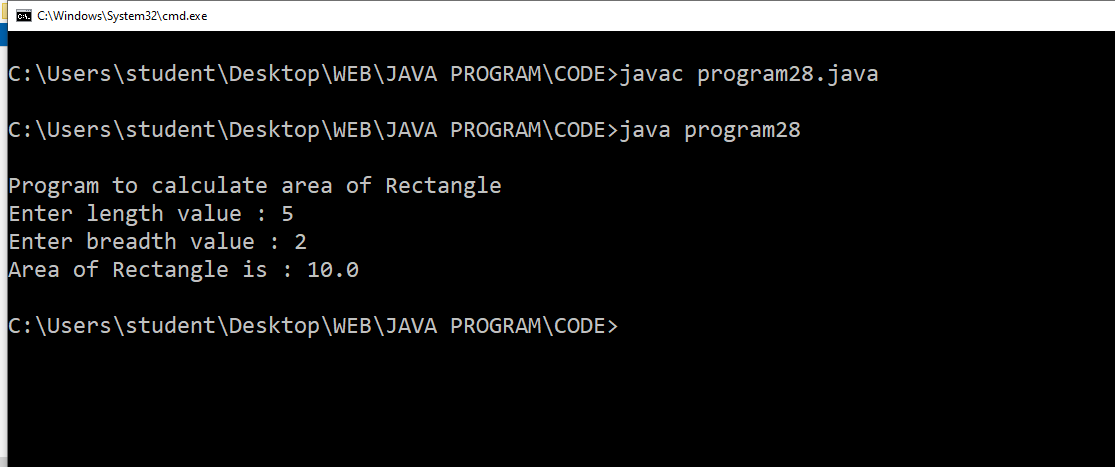 C:\Windows\System32\cmd.exe
C:\Users\student\Desktop\WEB\JAVA PROGRAM\CODE>javac program28.java
C:\Users\student\Desktop\WEB\JAVA PROGRAM\CODE>java program28
Program to calculate area of Rectangle
Enter length value : 5
Enter breadth value : 2
Area of Rectangle is : 10.0
C:\Users\student\Desktop\WEB\JAVA PROGRAM\CODE>